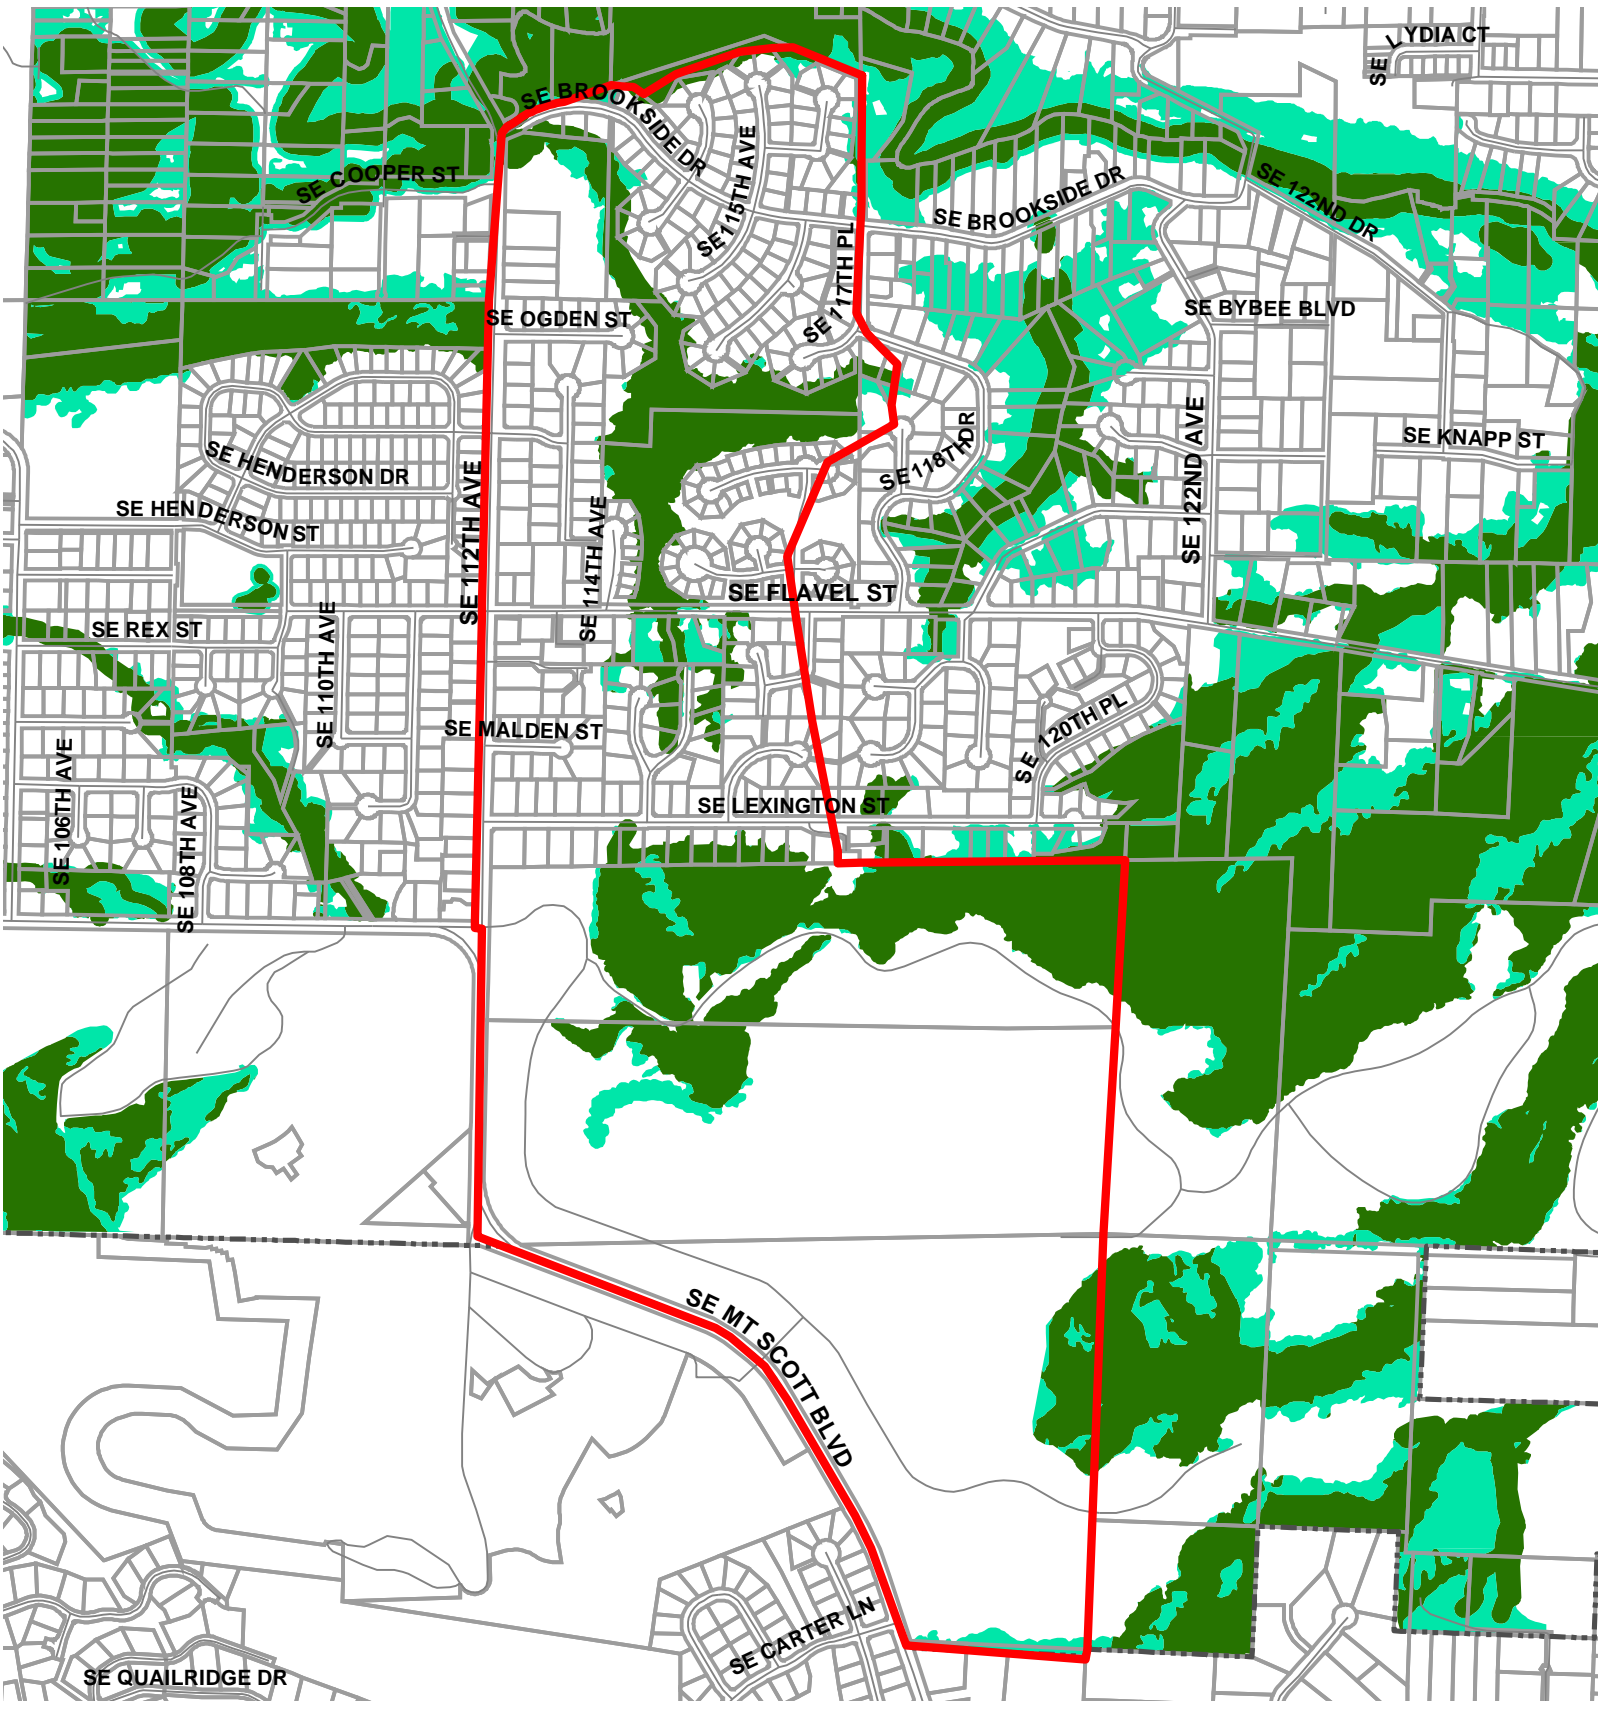 SE LYDIA CT
SE BROOKSIDE DR
SE 115TH AVE
SE COOPER ST
SE BROOKSIDE DR
SE 122ND DR
SE 117TH PL
SE OGDEN ST
SE BYBEE BLVD
SE HENDERSON DR
SE 118TH DR
SE 122ND AVE
SE KNAPP ST
SE HENDERSON ST
SE 112TH AVE
SE 114TH AVE
SE FLAVEL ST
SE REX ST
SE 110TH AVE
SE MALDEN ST
SE 120TH PL
SE 106TH AVE
SE 108TH AVE
SE LEXINGTON ST
SE MT SCOTT BLVD
SE CARTER LN
SE QUAILRIDGE DR